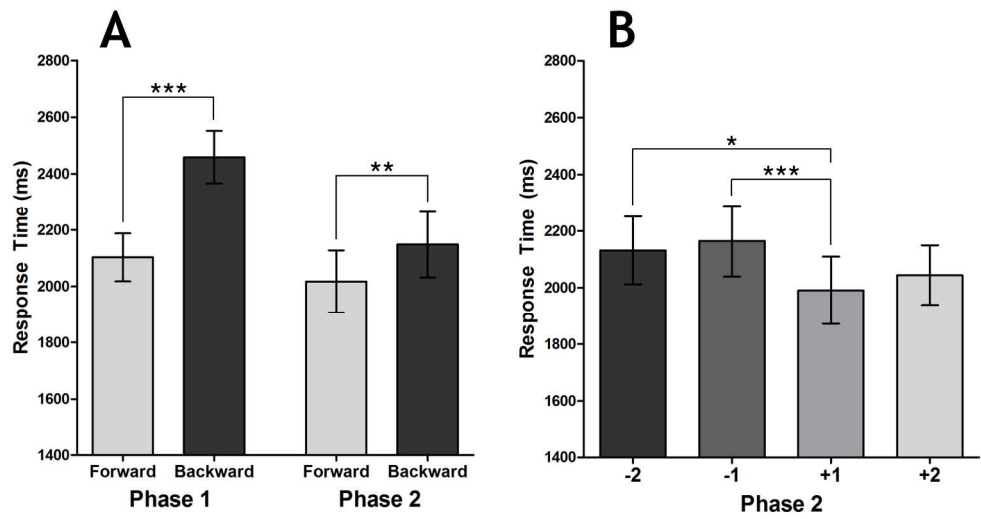 A
Response Time (ms)
2800
2600
2400
2200
2000
1800
1600
1400
***
**
Forward
Backward
Forward
Backward
Phase 1
Phase 2
B
Response Time (ms)
2800
2600
2400
2200
2000
1800
1600
1400
*
***
-2
-1
+1
+2
Phase 2